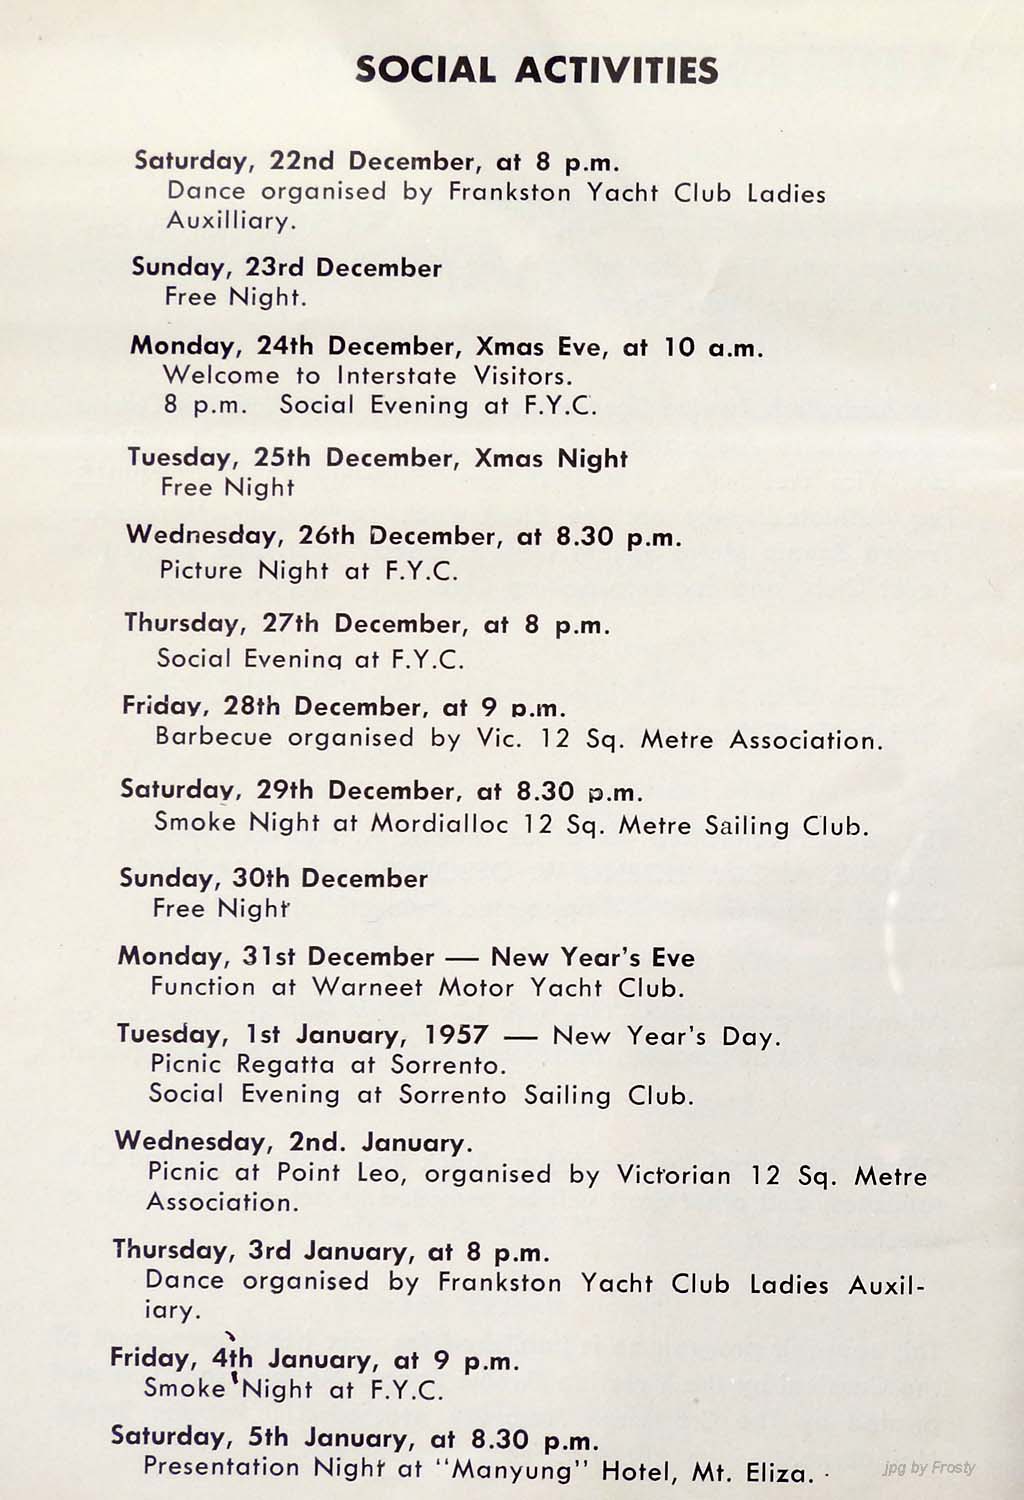 SOCIAL ACTIVITIES
Saturday, 22nd December, at 8 p.m.
Dance organised by Frankston Yacht Club Ladies
Auxilliary.
Sunday, 23rd December
Free Night.
Monday, 24th December, Xmas Eve, at 10 a.m.
Welcome to Interstate Visitors.
8 p.m. Social Evening at F.Y.C.
Tuesday, 25th December, Xmas Night
Free Night
Wednesday, 26th December, at 8.30 p.m.
Picture Night at F.Y.C.
Thursday, 27th December, at 8 p.m.
Social Evening at F.Y.C.
Friday, 28th December, at 9 p.m.
Barbecue organised by Vic. 12 Sq. Metre Association.
Saturday, 29th December, at 8.30 p.m.
Smoke Night at Mordialloc 12 Sq. Metre Sailing Club.
Sunday, 30th December
Free Night
Monday, 31st December — New Year's Eve
Function at Warneet Motor Yacht Club.
Tuesday, 1st January, 1957 — New Year's Day.
Picnic Regatta at Sorrento.
Social Evening at Sorrento Sailing Club.
Wednesday, 2nd. January.
Picnic at Point Leo, organised by Victorian 12 Sq. Metre
Association.
Thursday, 3rd January, at 8 p.m.
Dance organised by Frankston Yacht Club Ladies Auxil-
iary.
Friday, 4th January, at 9 p.m.
Smoke Night at F.Y.C.
Saturday, 5th January, at 8.30 p.m.
Presentation Night at "Manyung" Hotel, Mt. Eliza.
jpg by Frosty